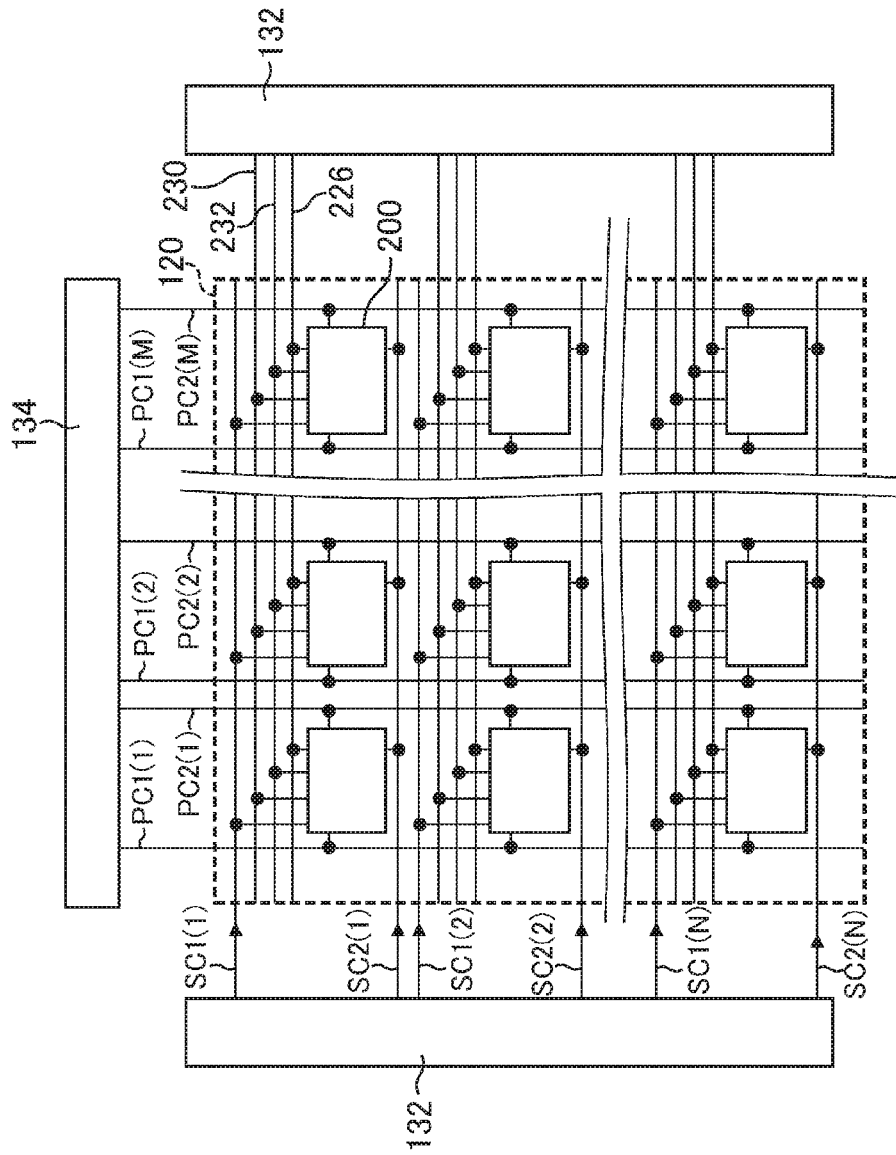 134
132
PC1(1)
PC2(1)
PC1(2)
PC2(2)
PC1(M)
PC2(M)
120
230
232
226
200
SC1(1)
SC2(1)
SC1(2)
SC2(2)
SC1(N)
SC2(N)
132